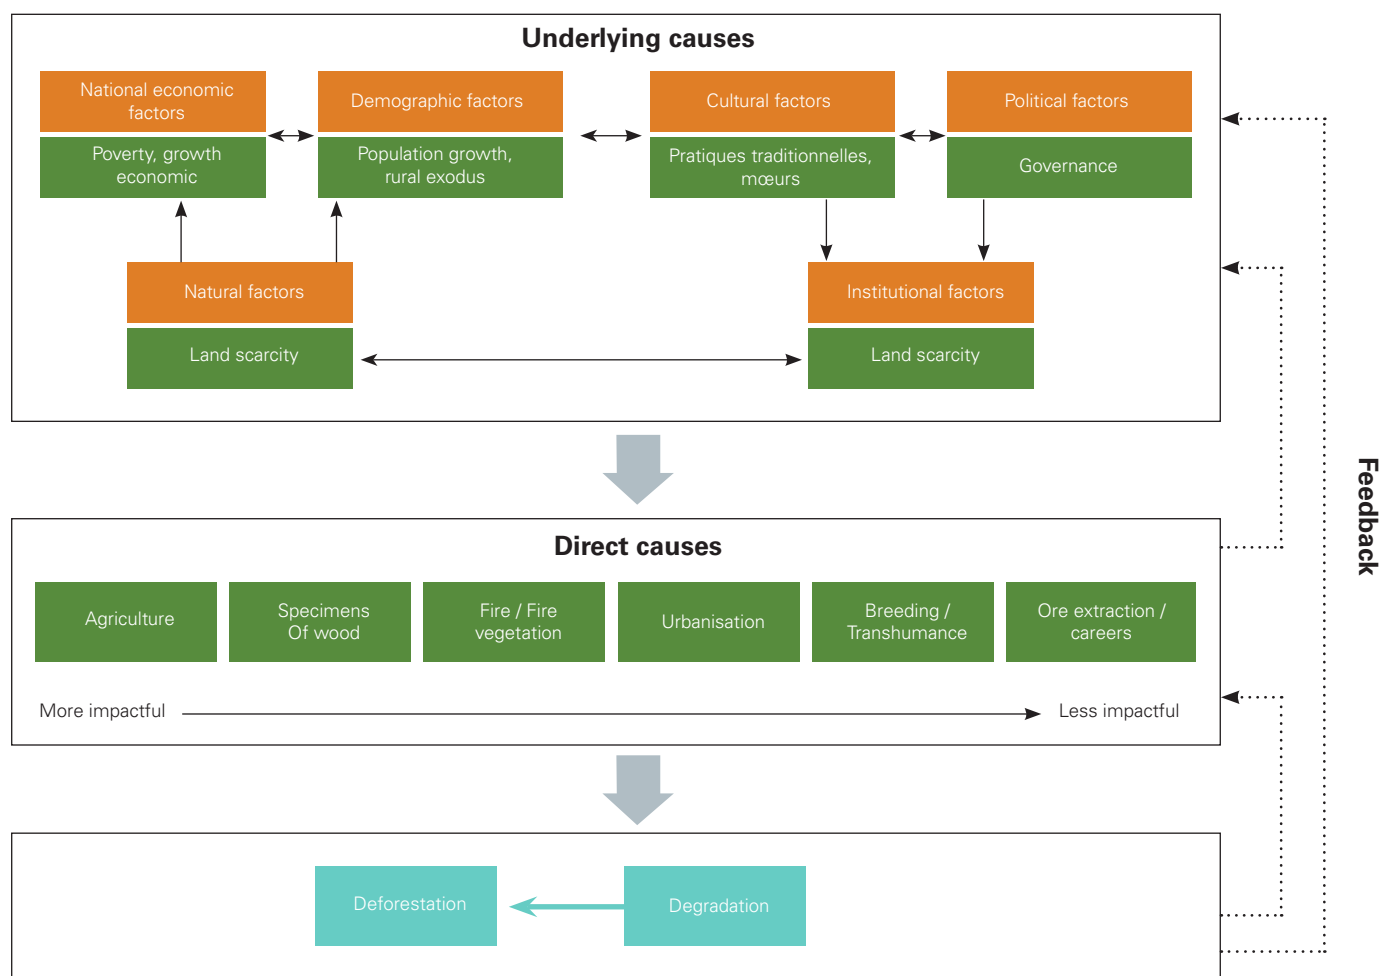 Underlying causes
National economic
factors
Demographic factors
Cultural factors
Political factors
Poverty, growth
economic
Population growth,
rural exodus
Pratiques traditionnelles,
mœurs
Governance
Natural factors
Institutional factors
Land scarcity
Land scarcity
Feedback
Direct causes
Agriculture
Specimens
Of wood
Fire / Fire
vegetation
Urbanisation
Breeding /
Transhumance
Ore extraction /
careers
More impactful
Less impactful
Deforestation
Degradation